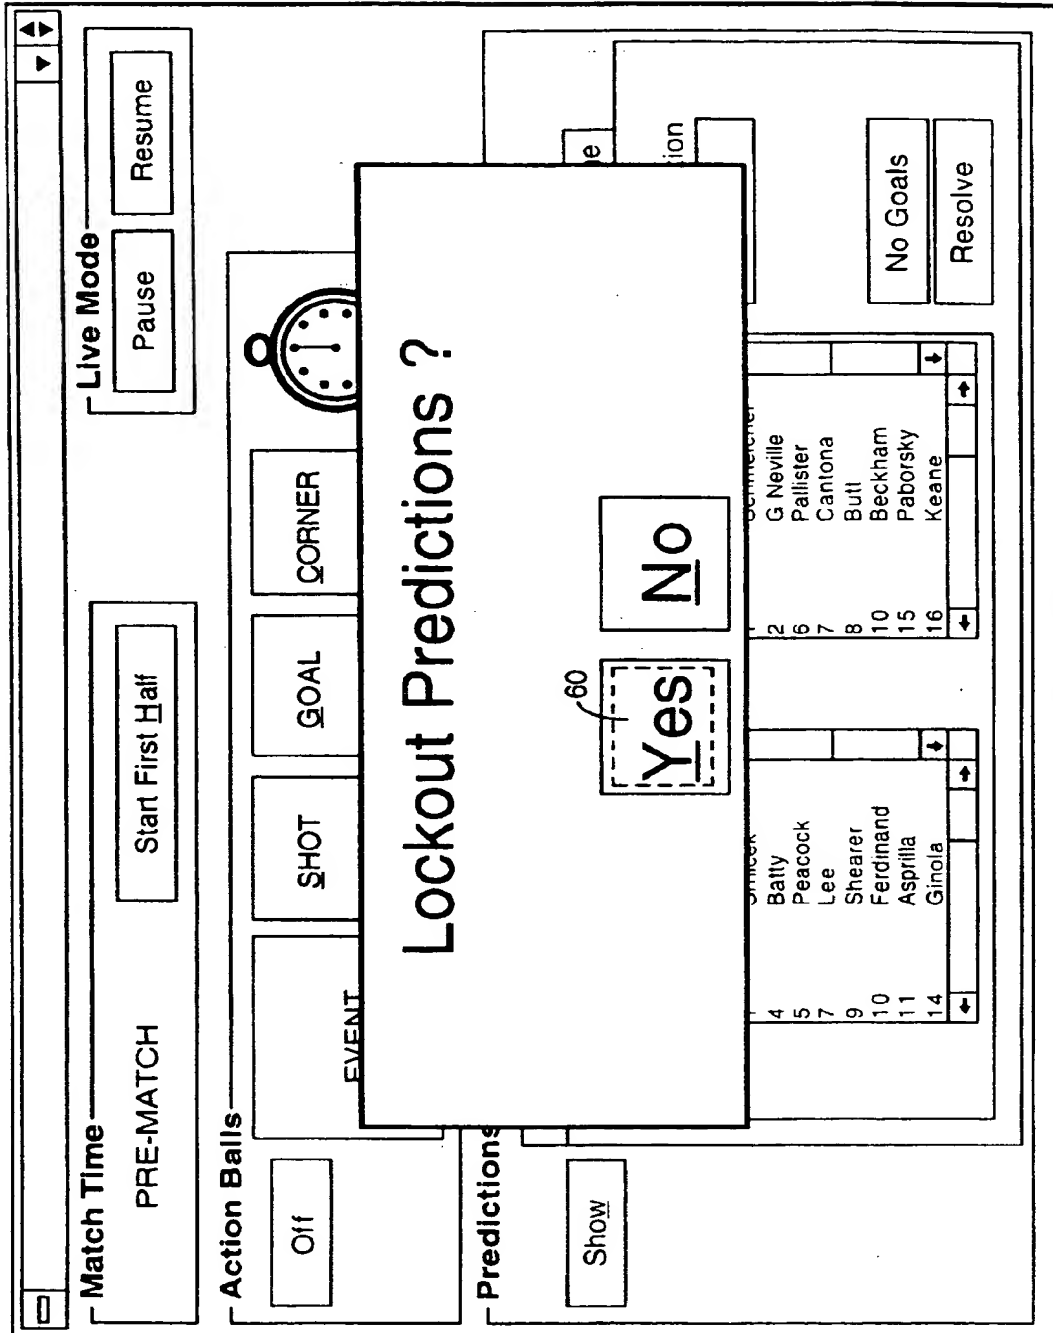 Match Time
PRE-MATCH
Start First Half
Live Mode
Pause
Resume
Action Balls
Off
EVENT
SHOT
GOAL
CORNER
Lockout Predictions ?
60
Yes
No
Predictions
Show
4 Batty
5 Peacock
7 Lee
9 Shearer
10 Ferdinand
11 Asprilla
14 Ginola
2 G Neville
6 Pallister
7 Cantona
8 Butt
10 Beckham
15 Paborsky
16 Keane
No Goals
Resolve